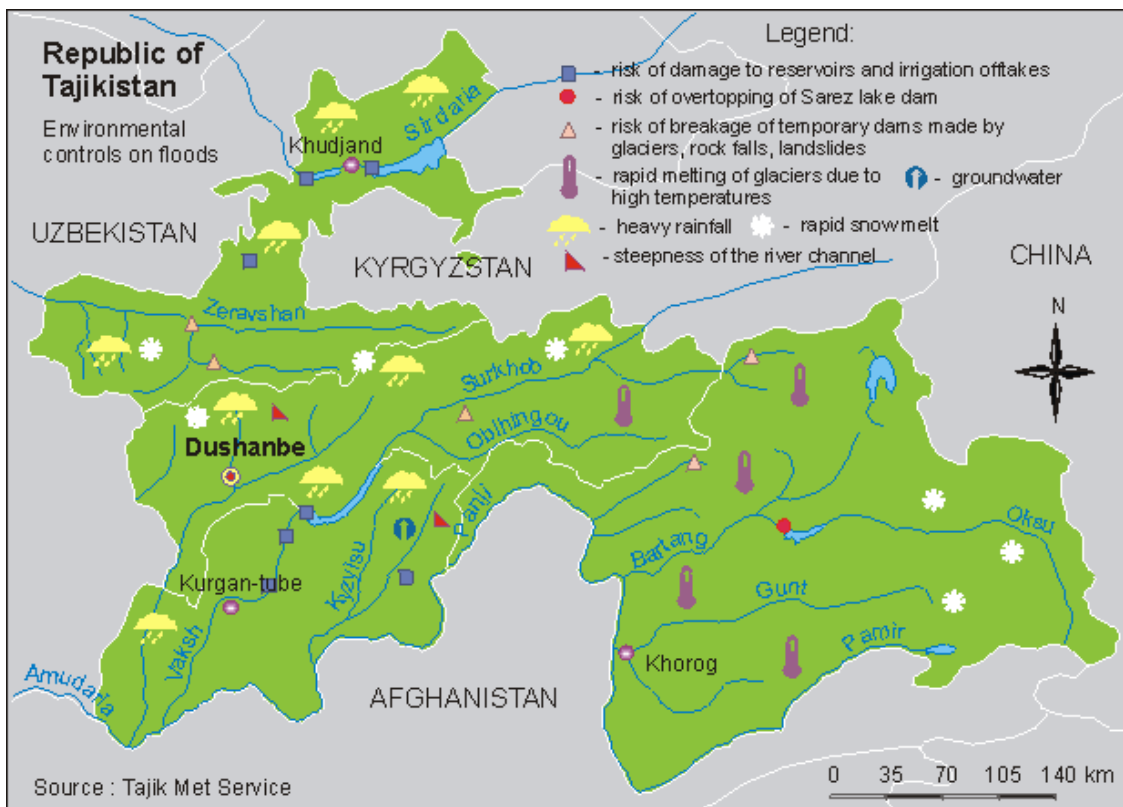 Republic of
Tajikistan
Environmental
controls on floods
Legend:
- risk of damage to reservoirs and irrigation offtakes
- risk of overtopping of Sarez lake dam
- risk of breakage of temporary dams made by
glaciers, rock falls, landslides
- rapid melting of glaciers due to
high temperatures
- groundwater
- heavy rainfall
- rapid snowmelt
- steepness of the river channel
Sirdaria
Khudjand
UZBEKISTAN
KYRGYZSTAN
CHINA
N
Zeravshan
Surkhob
Obihingou
Dushanbe
Panji
Oksu
Bartang
Kyzylsu
Kurgan-tube
Gunt
Vaksh
Pamir
Khorog
Amudaria
AFGHANISTAN
Source : Tajik Met Service
0 35 70 105 140 km